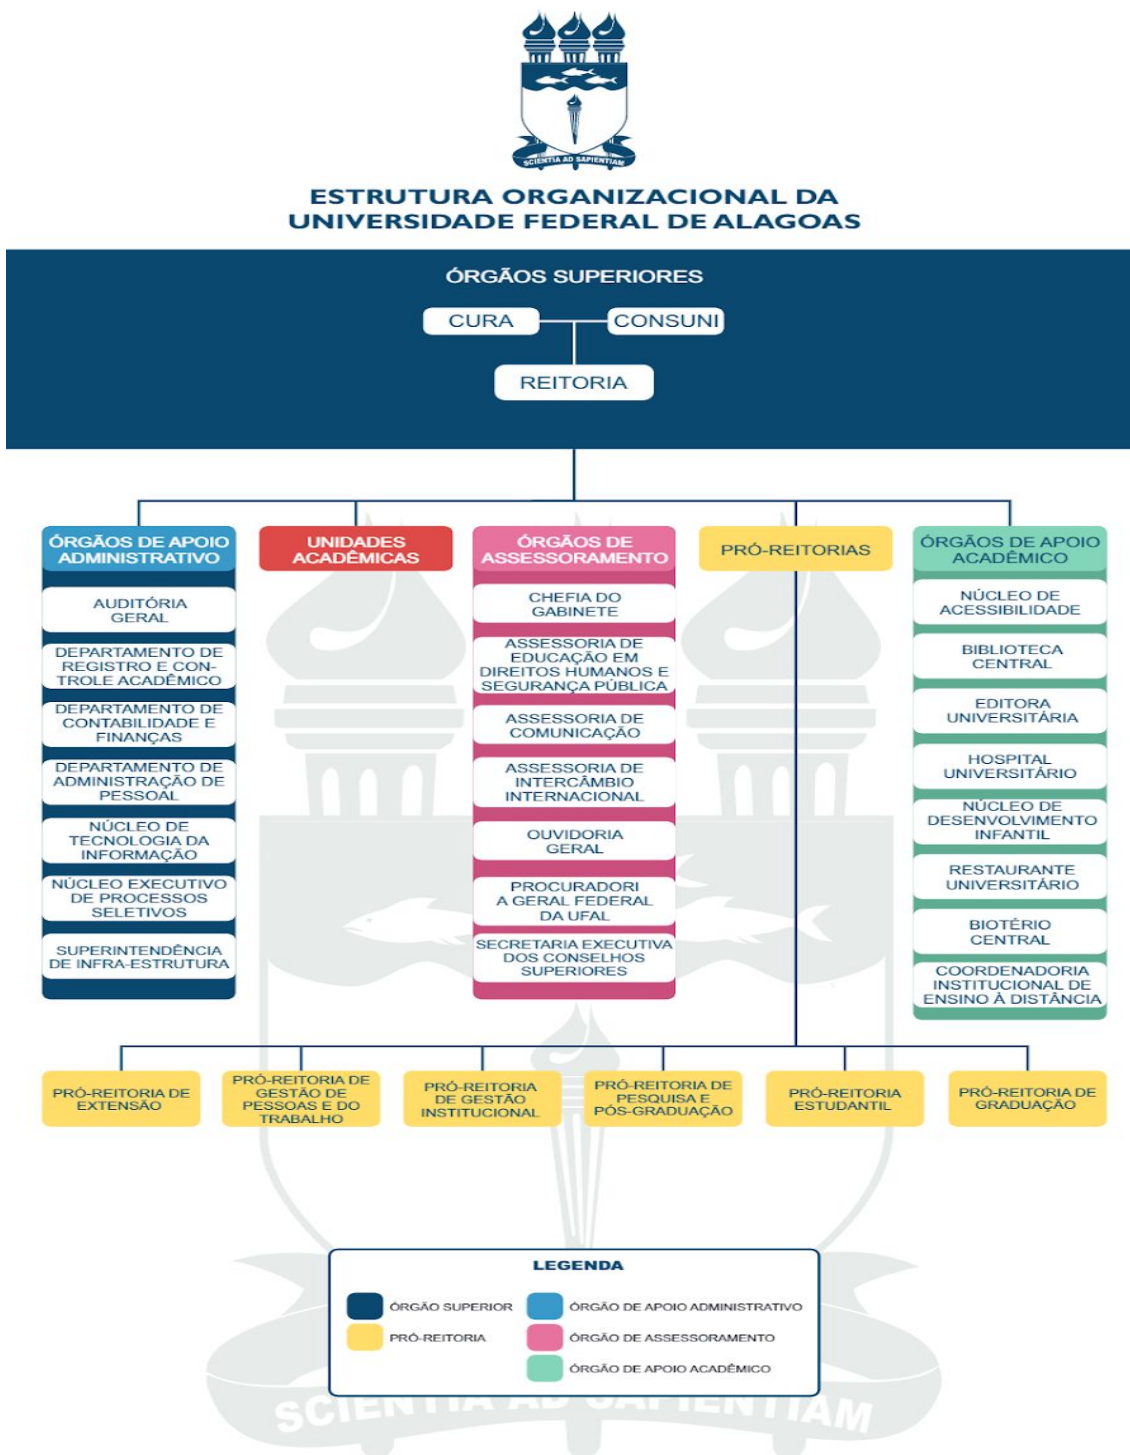 SCIENTIA AD SAPIENTIAM
ESTRUTURA ORGANIZACIONAL DA
UNIVERSIDADE FEDERAL DE ALAGOAS
ÓRGÃOS SUPERIORES
CURA
CONSUNI
REITORIA
ÓRGÃOS DE APOIO
ADMINISTRATIVO
AUDITÓRIA
GERAL
DEPARTAMENTO DE
REGISTRO E CON-
TROLE ACADÊMICO
DEPARTAMENTO DE
CONTABILIDADE E
FINANÇAS
DEPARTAMENTO DE
ADMINISTRAÇÃO DE
PESSOAL
NÚCLEO DE
TECNOLOGIA DA
INFORMAÇÃO
NÚCLEO EXECUTIVO
DE PROCESSOS
SELETIVOS
SUPERINTENDÊNCIA
DE INFRA-ESTRUTURA
UNIDADES
ACADÊMICAS
ÓRGÃOS DE
ASSESSORAMENTO
CHEFIA DO
GABINETE
ASSESSORIA DE
EDUCAÇÃO EM
DIREITOS HUMANOS E
SEGURANÇA PÚBLICA
ASSESSORIA DE
COMUNICAÇÃO
ASSESSORIA DE
INTERCÂMBIO
INTERNACIONAL
OUVIDORIA
GERAL
PROCURADORI
A GERAL FEDERAL
DA UFAL
SECRETARIA EXECUTIVA
DOS CONSELHOS
SUPERIORES
PRÓ-REITORIAS
ÓRGÃOS DE APOIO
ACADÊMICO
NÚCLEO DE
ACESSIBILIDADE
BIBLIOTECA
CENTRAL
EDITORA
UNIVERSITÁRIA
HOSPITAL
UNIVERSITÁRIO
NÚCLEO DE
DESENVOLVIMENTO
INFANTIL
RESTAURANTE
UNIVERSITÁRIO
BIOTÉRIO
CENTRAL
COORDENADORIA
INSTITUCIONAL DE
ENSINO À DISTÂNCIA
PRÓ-REITORIA DE
EXTENSÃO
PRÓ-REITORIA DE
GESTÃO DE
PESSOAS E DO
TRABALHO
PRÓ-REITORIA
DE GESTÃO
INSTITUCIONAL
PRÓ-REITORIA DE
PESQUISA E
PÓS-GRADUAÇÃO
PRÓ-REITORIA
ESTUDANTIL
PRÓ-REITORIA DE
GRADUAÇÃO
LEGENDA
ÓRGÃO SUPERIOR
PRÓ-REITORIA
ÓRGÃO DE APOIO ADMINISTRATIVO
ÓRGÃO DE ASSESSORAMENTO
ÓRGÃO DE APOIO ACADÊMICO
SCIENTIA AD SAPIENTIAM